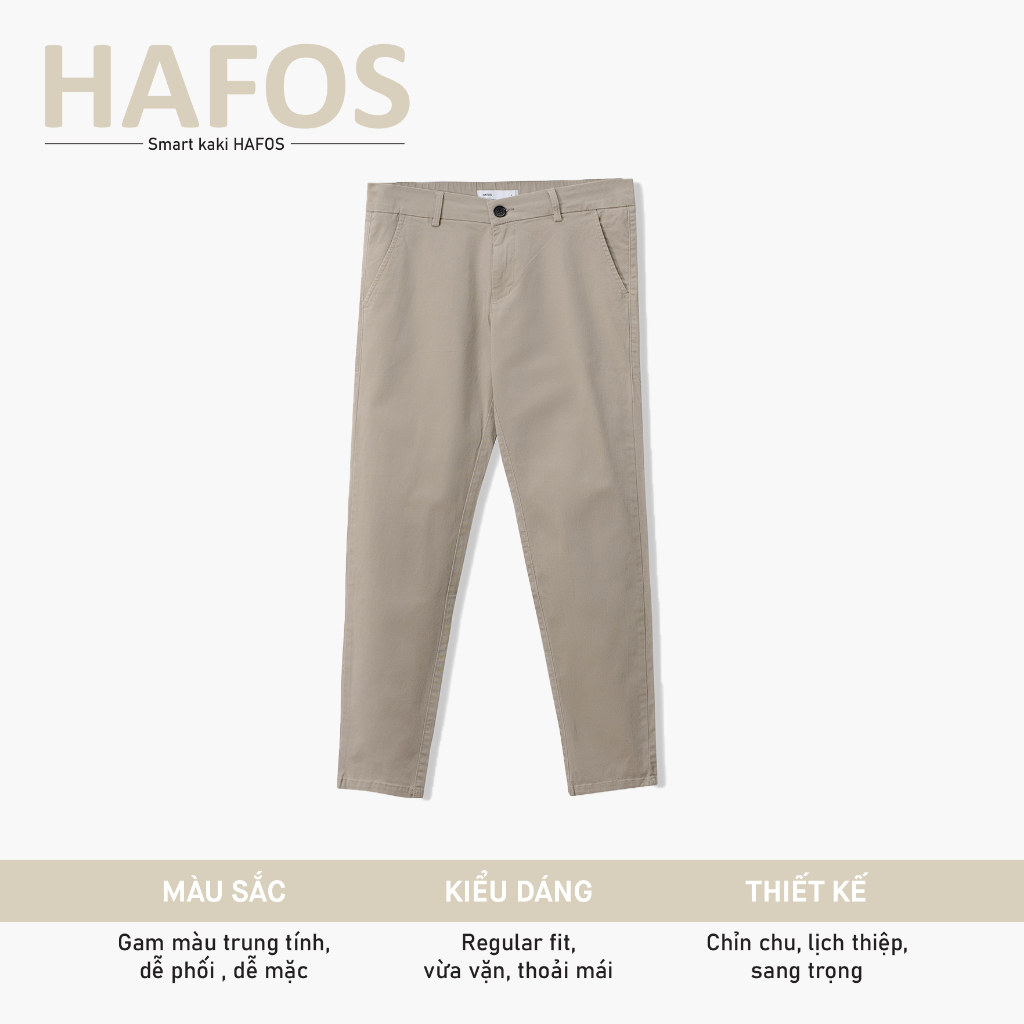 HAFOS
Smart kaki HAFOS
MÀU SẮC
Gam màu trung tính,
dễ phối , dễ mặc
KIỂU DÁNG
Regular fit,
vừa vặn, thoải mái
THIẾT KẾ
Chỉn chu, lịch thiệp,
sang trọng